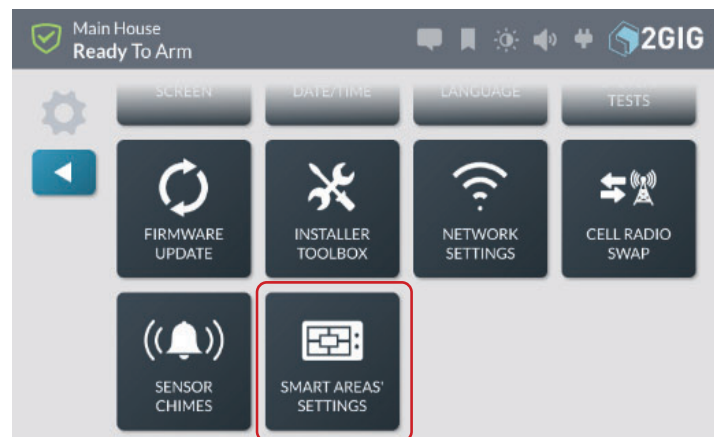 Main House
Ready To Arm
2GIG
SCREEN
DATE/TIME
LANGUAGE
TESTS
FIRMWARE
UPDATE
INSTALLER
TOOLBOX
NETWORK
SETTINGS
CELL RADIO
SWAP
SENSOR
CHIMES
SMART AREAS'
SETTINGS